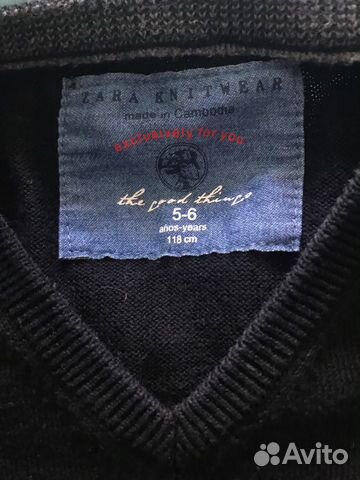 ZARA KNITWEAR
made in Cambodia
exclusively for you
the good things
5-6
años-years
118 cm
Avito